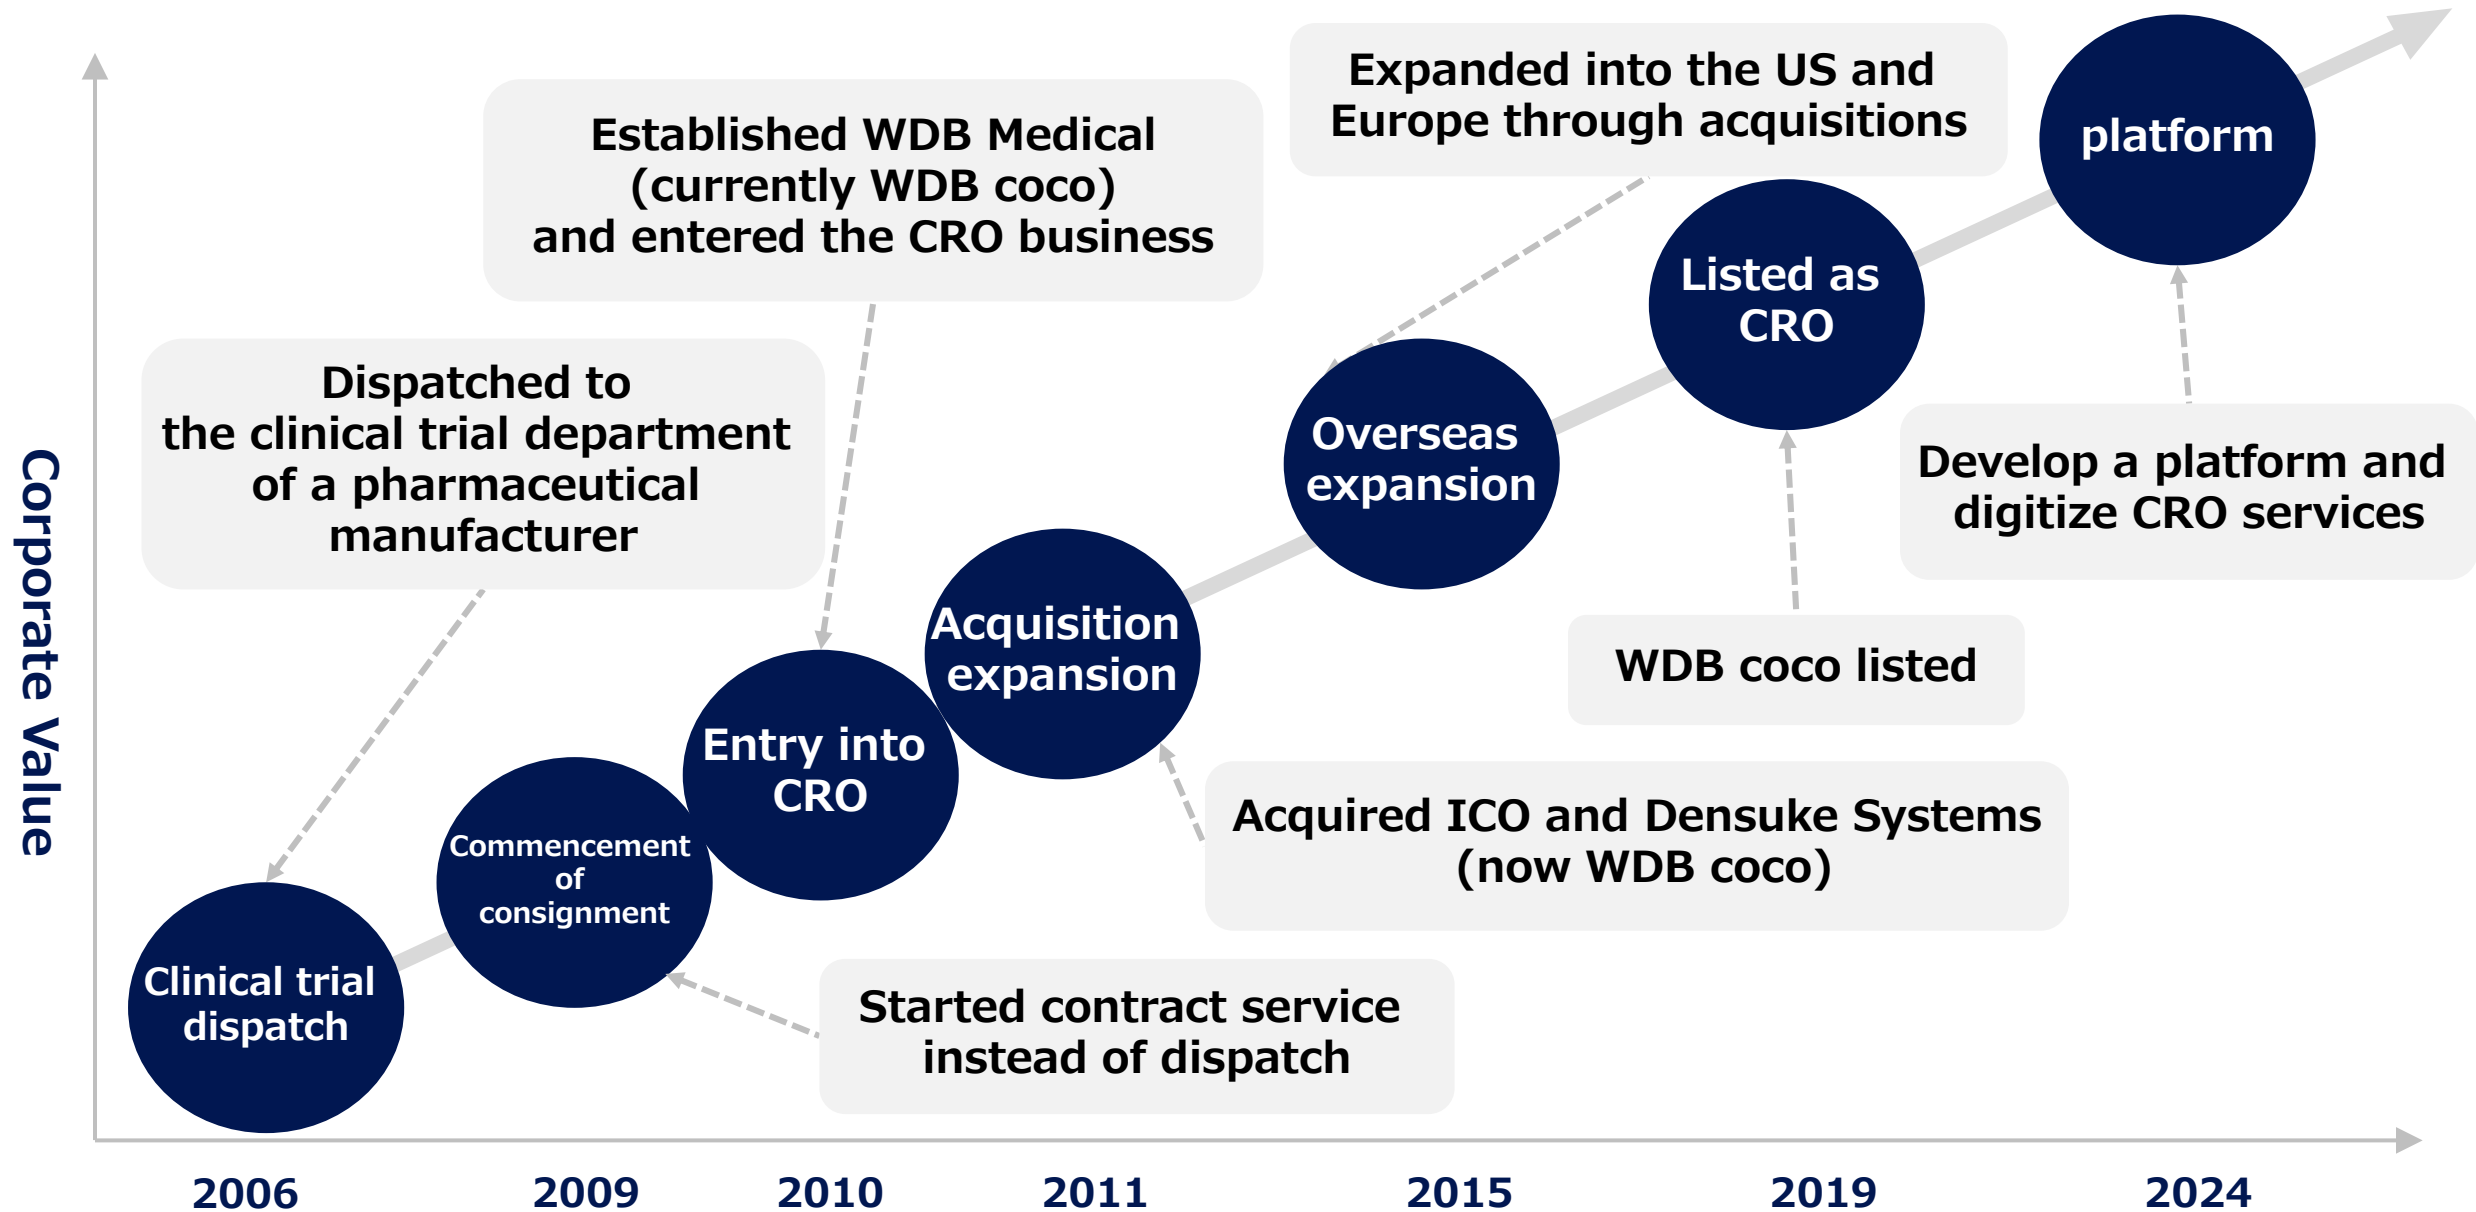 Expanded into the US and
Europe through acquisitions
platform
Established WDB Medical
(currently WDB coco)
and entered the CRO business
Listed as
CRO
Dispatched to
the clinical trial department
of a pharmaceutical
manufacturer
Overseas
expansion
Develop a platform and
digitize CRO services
Corporate Value
Acquisition
expansion
WDB coco listed
Entry into
CRO
Acquired ICO and Densuke Systems
(now WDB coco)
Commencement
of
consignment
Clinical trial
dispatch
Started contract service
instead of dispatch
2006
2009
2010
2011
2015
2019
2024